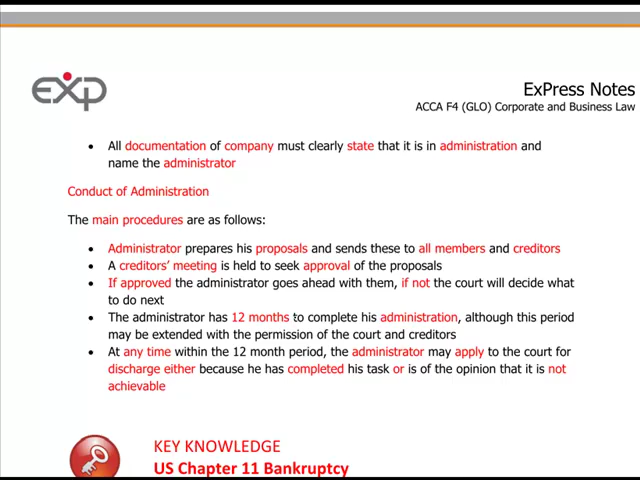 exp
ExPress Notes
ACCA F4 (GLO) Corporate and Business Law
• All documentation of company must clearly state that it is in administration and
name the administrator
Conduct of Administration
The main procedures are as follows:
• Administrator prepares his proposals and sends these to all members and creditors
• A creditors' meeting is held to seek approval of the proposals
• If approved the administrator goes ahead with them, if not the court will decide what
to do next
• The administrator has 12 months to complete his administration, although this period
may be extended with the permission of the court and creditors
• At any time within the 12 month period, the administrator may apply to the court for
discharge either because he has completed his task or is of the opinion that it is not
achievable
KEY KNOWLEDGE
US Chapter 11 Bankruptcy